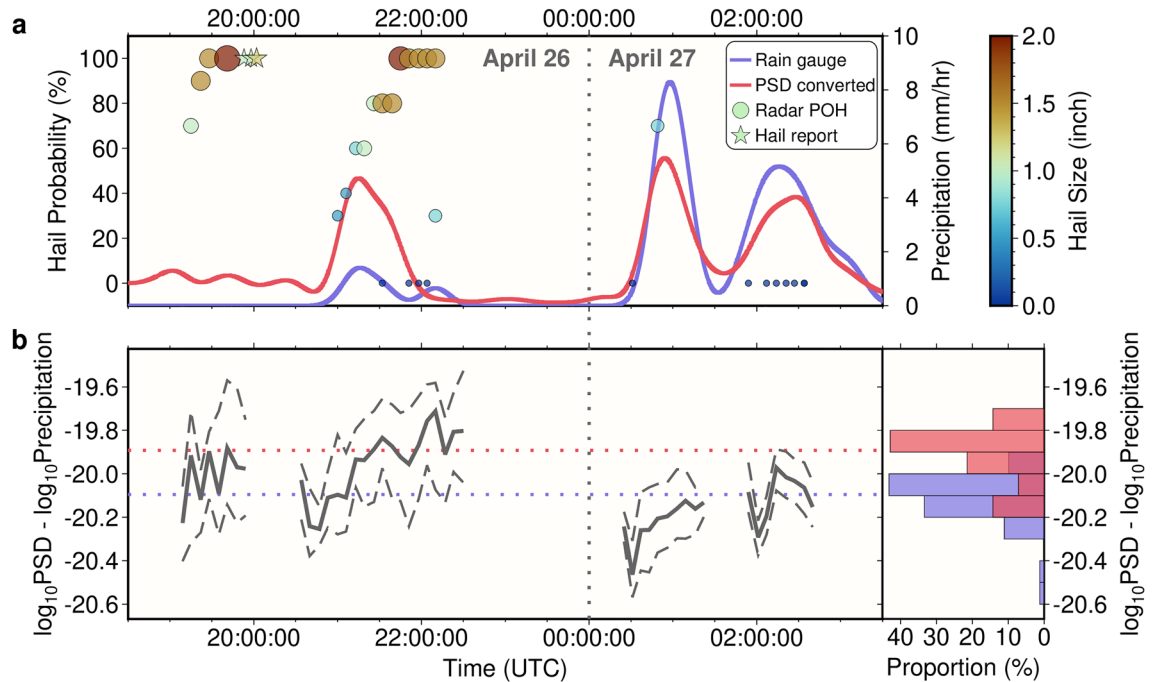 a
20:00:00 22:00:00 00:00:00 02:00:00
Hail Probability (%)
100
80
60
40
20
0
April 26 April 27
Rain gauge
PSD converted
Radar POH
Hail report
10
8
6
4
2
0
Precipitation (mm/hr)
2.0
1.5
1.0
0.5
0.0
Hail Size (inch)
b
log₁₀PSD - log₁₀Precipitation
-19.6
-19.8
-20.0
-20.2
-20.4
-20.6
20:00:00 22:00:00 00:00:00 02:00:00
Time (UTC)
40 30 20 10 0
Proportion (%)
-19.6
-19.8
-20.0
-20.2
-20.4
-20.6
log₁₀PSD - log₁₀Precipitation